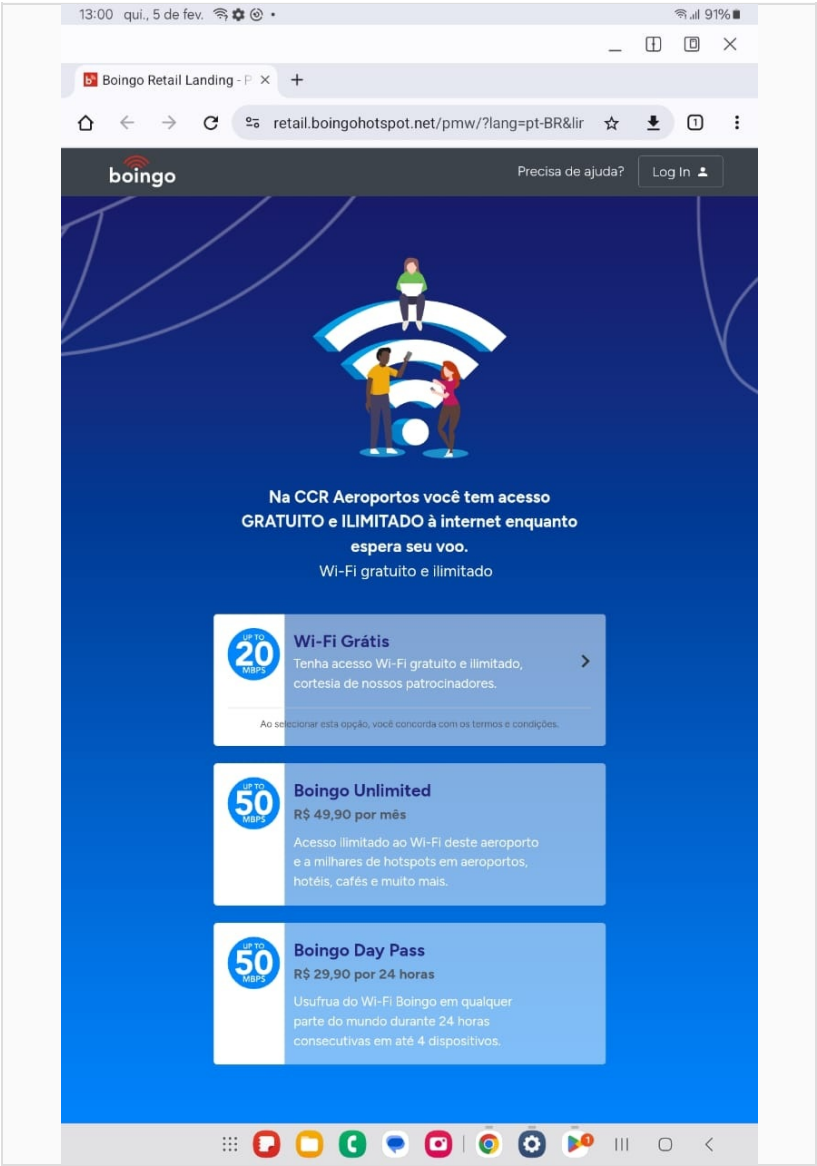 13:00 qui., 5 de fev.
91%
Boingo Retail Landing - P
retail.boingohotspot.net/pmw/?lang=pt-BR&lir
1
boingo
Precisa de ajuda?
Log In
Na CCR Aeroportos você tem acesso
GRATUITO e ILIMITADO à internet enquanto
espera seu voo.
Wi-Fi gratuito e ilimitado
UP TO
20
MBPS
Wi-Fi Grátis
Tenha acesso Wi-Fi gratuito e ilimitado,
cortesia de nossos patrocinadores.
Ao selecionar esta opção, você concorda com os termos e condições.
UP TO
50
MBPS
Boingo Unlimited
R$ 49,90 por mês
Acesso ilimitado ao Wi-Fi deste aeroporto
e a milhares de hotspots em aeroportos,
hotéis, cafés e muito mais.
UP TO
50
MBPS
Boingo Day Pass
R$ 29,90 por 24 horas
Usufrua do Wi-Fi Boingo em qualquer
parte do mundo durante 24 horas
consecutivas em até 4 dispositivos.
1